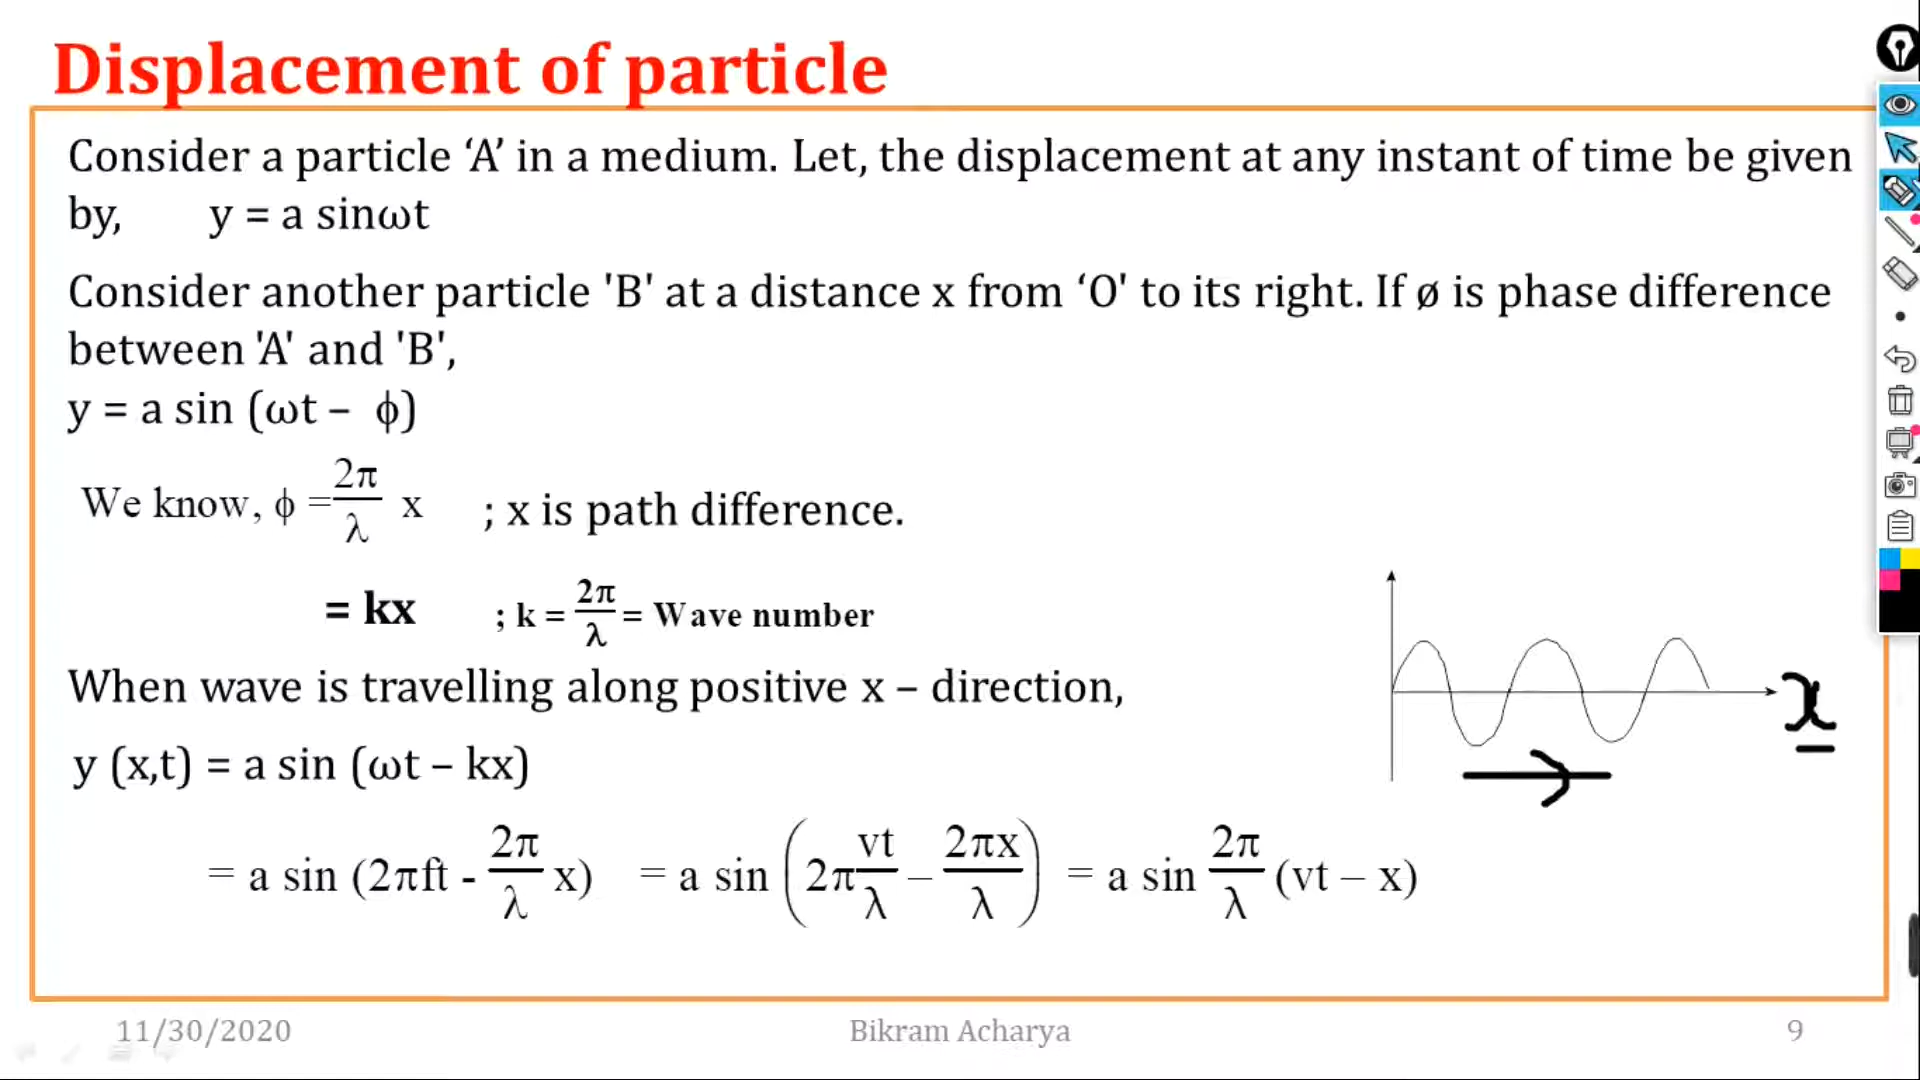 Displacement of particle
Consider a particle ‘A’ in a medium. Let, the displacement at any instant of time be given
by, y = a sinωt
Consider another particle 'B' at a distance x from ‘O' to its right. If ø is phase difference
between 'A' and 'B',
y = a sin (ωt – ϕ)
We know, ϕ = 2π/λ x ; x is path difference.
= kx ; k = 2π/λ = Wave number
When wave is travelling along positive x – direction,
x
y (x,t) = a sin (ωt – kx)
= a sin (2πft - 2π/λ x) = a sin (2π vt/λ – 2πx/λ) = a sin 2π/λ (vt – x)
11/30/2020 Bikram Acharya 9